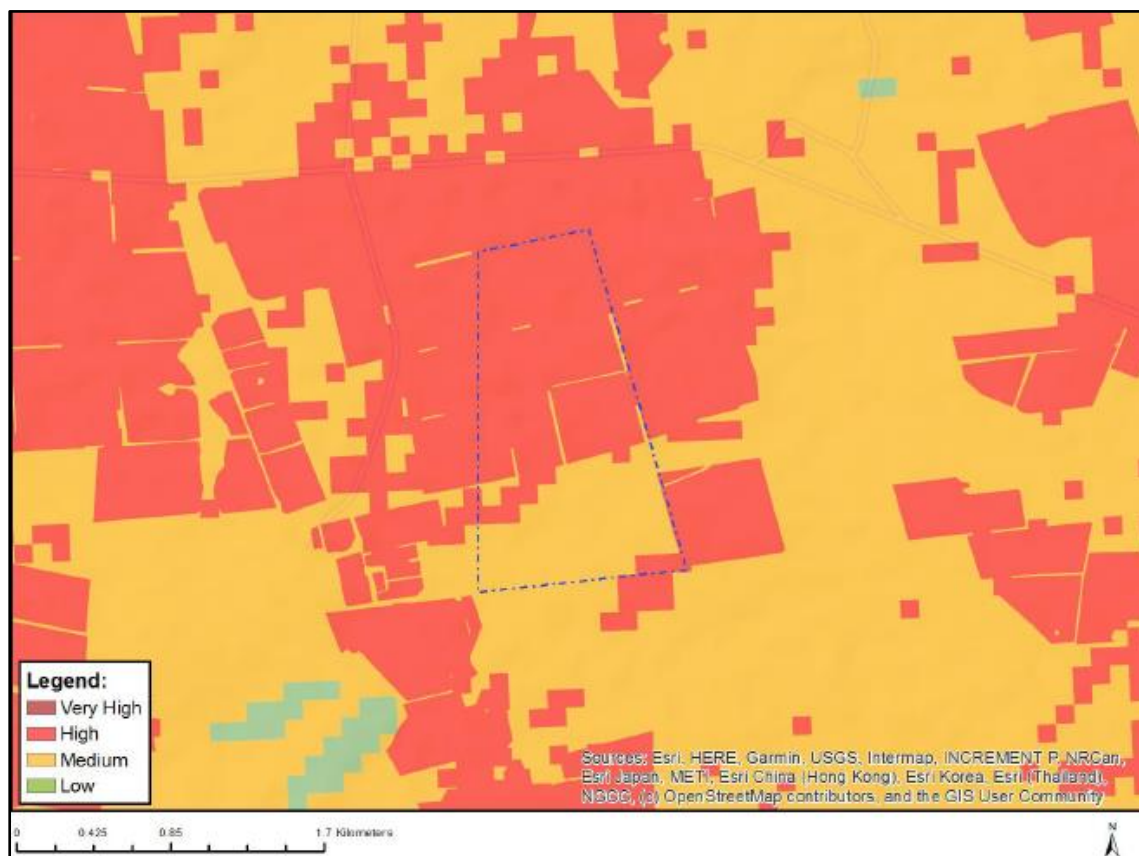 Legend:
Very High
High
Medium
Low
Sources: Esri, HERE, Garmin, USGS, Intermap, INCREMENT P, NRCan,
Esri Japan, METI, Esri China (Hong Kong), Esri Korea, Esri (Thailand),
NGCC, (c) OpenStreetMap contributors, and the GIS User Community
0 0.425 0.85 1.7 Kilometers
N